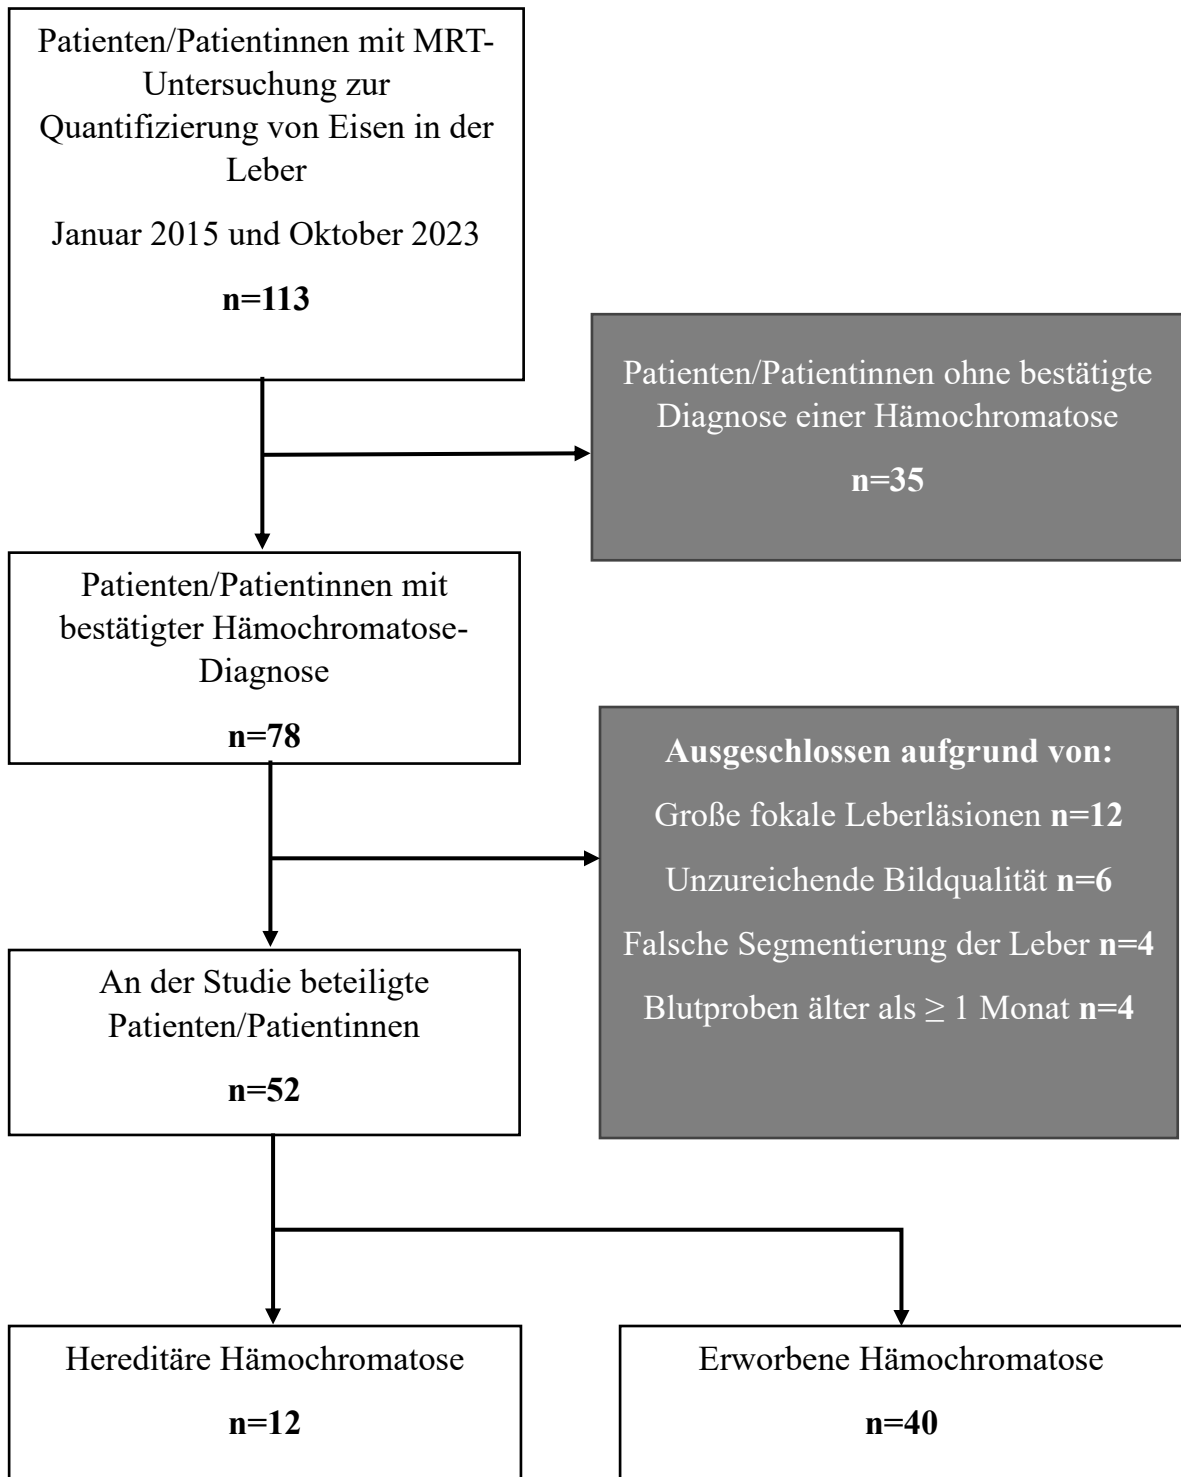 Patienten/Patientinnen mit MRT-
Untersuchung zur
Quantifizierung von Eisen in der
Leber
Januar 2015 und Oktober 2023
n=113
Patienten/Patientinnen ohne bestätigte
Diagnose einer Hämochromatose
n=35
Patienten/Patientinnen mit
bestätigter Hämochromatose-
Diagnose
n=78
Ausgeschlossen aufgrund von:
Große fokale Leberläsionen n=12
Unzureichende Bildqualität n=6
Falsche Segmentierung der Leber n=4
Blutproben älter als ≥ 1 Monat n=4
An der Studie beteiligte
Patienten/Patientinnen
n=52
Hereditäre Hämochromatose
n=12
Erworbene Hämochromatose
n=40